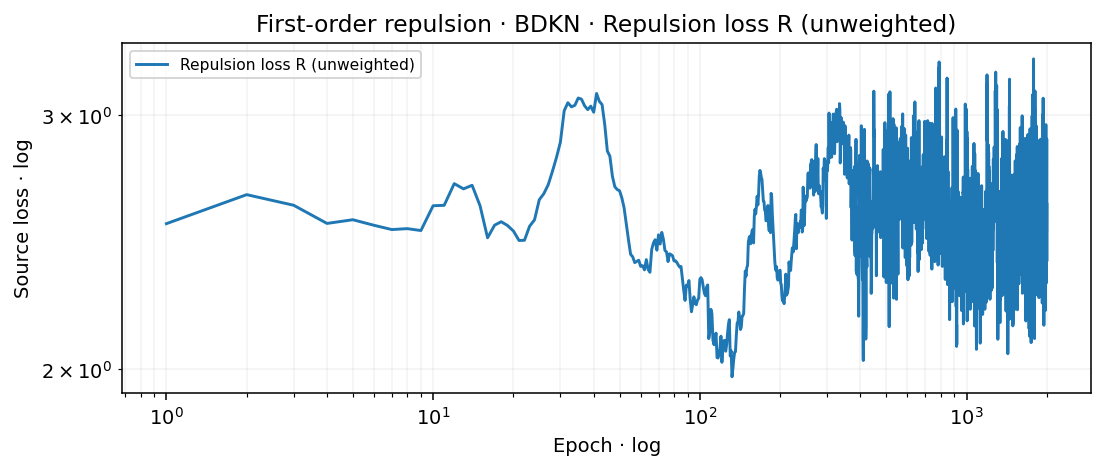 First-order repulsion · BDKN · Repulsion loss R (unweighted)
Repulsion loss R (unweighted)
3 × 10⁰
2 × 10⁰
Source loss · log
10⁰ 10¹ 10² 10³
Epoch · log